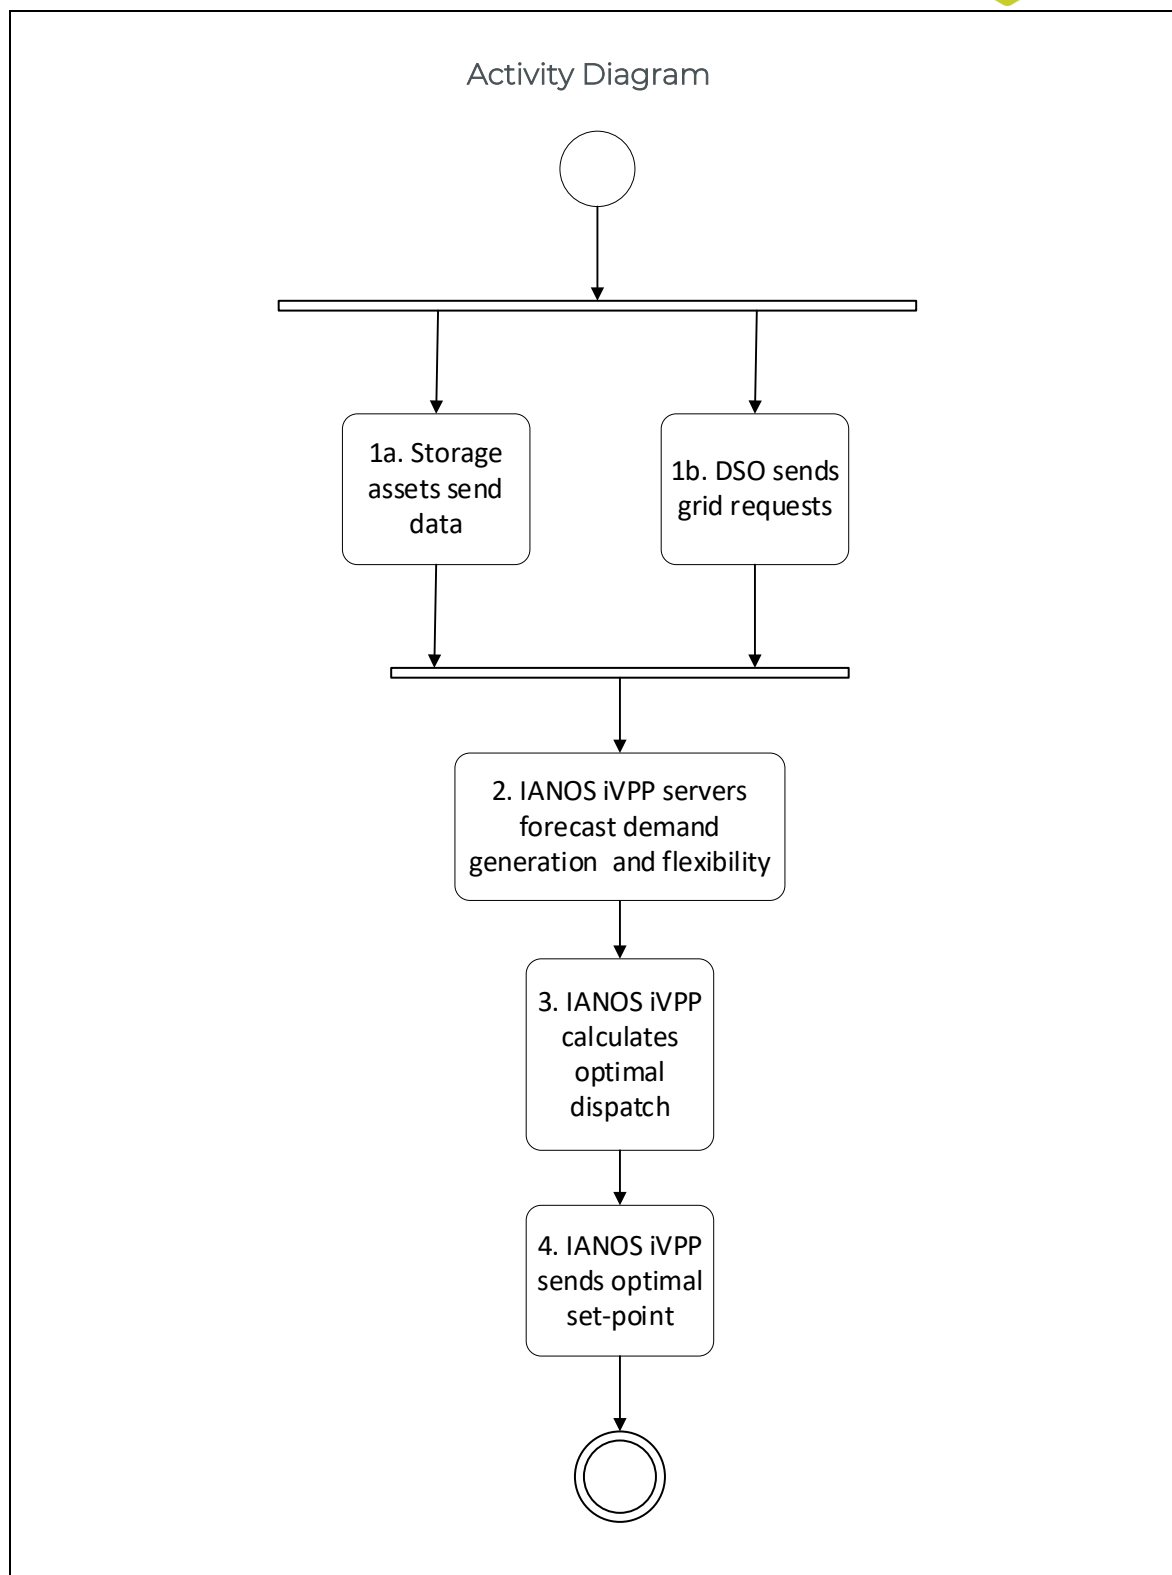 Activity Diagram
1a. Storage
assets send
data
1b. DSO sends
grid requests
2. IANOS iVPP servers
forecast demand
generation  and flexibility
3. IANOS iVPP
calculates
optimal
dispatch
4. IANOS iVPP
sends optimal
set-point